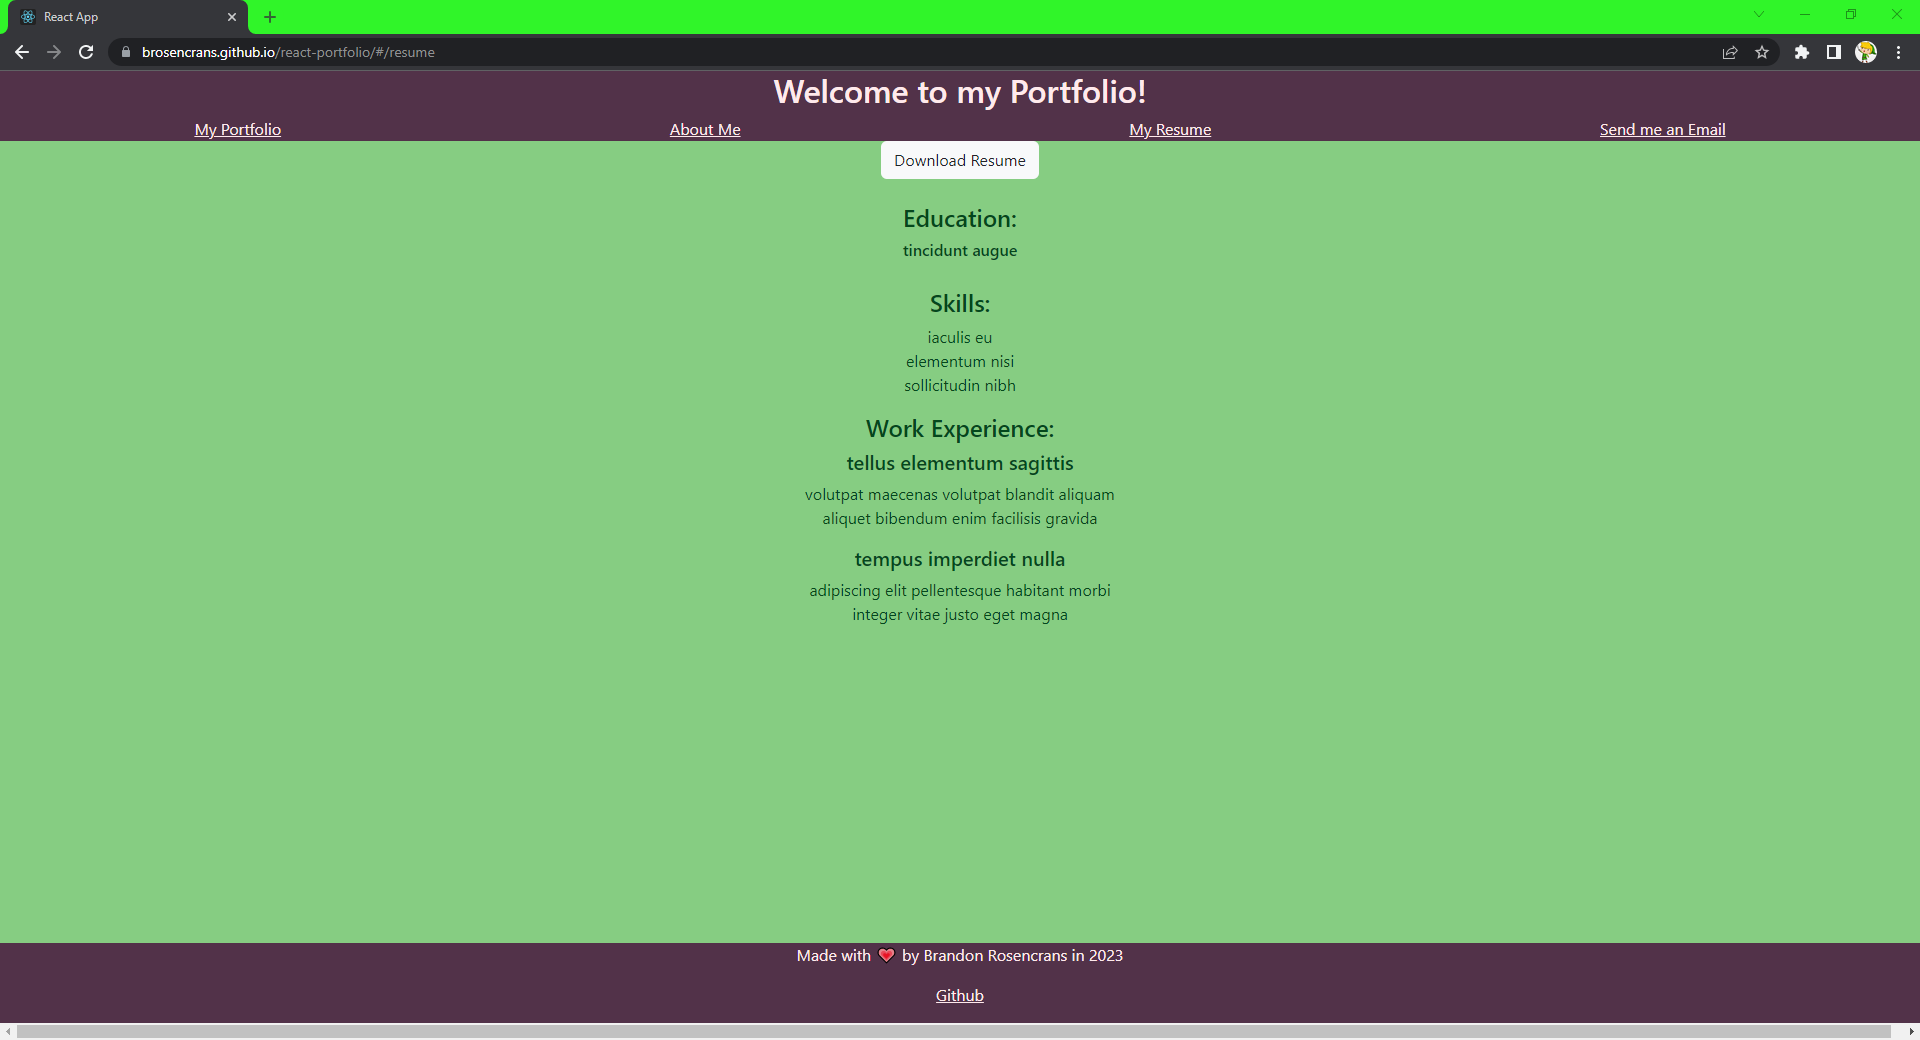 React App
brosencrans.github.io/react-portfolio/#/resume
Welcome to my Portfolio!
My Portfolio About Me My Resume Send me an Email
Download Resume
Education:
tincidunt augue
Skills:
iaculis eu
elementum nisi
sollicitudin nibh
Work Experience:
tellus elementum sagittis
volutpat maecenas volutpat blandit aliquam
aliquet bibendum enim facilisis gravida
tempus imperdiet nulla
adipiscing elit pellentesque habitant morbi
integer vitae justo eget magna
Made with ❤️ by Brandon Rosencrans in 2023
Github